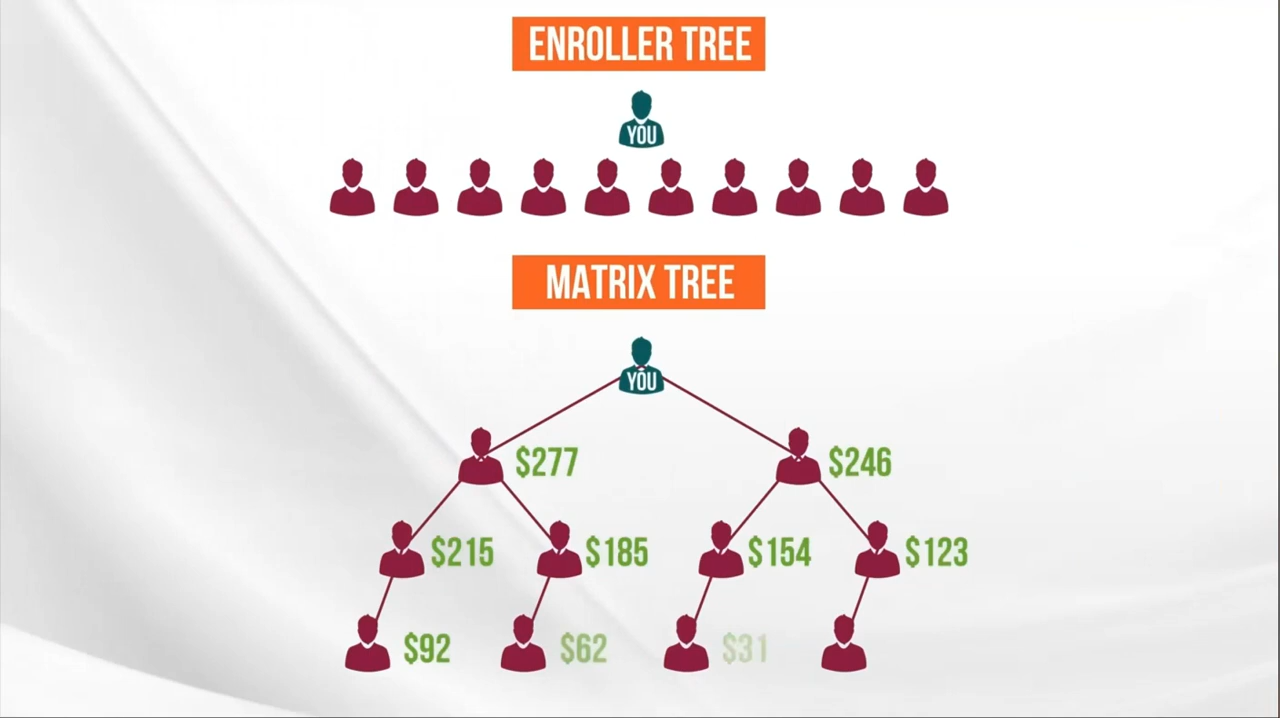 ENROLLER TREE
YOU
MATRIX TREE
YOU
$277
$246
$215
$185
$154
$123
$92
$62
$31